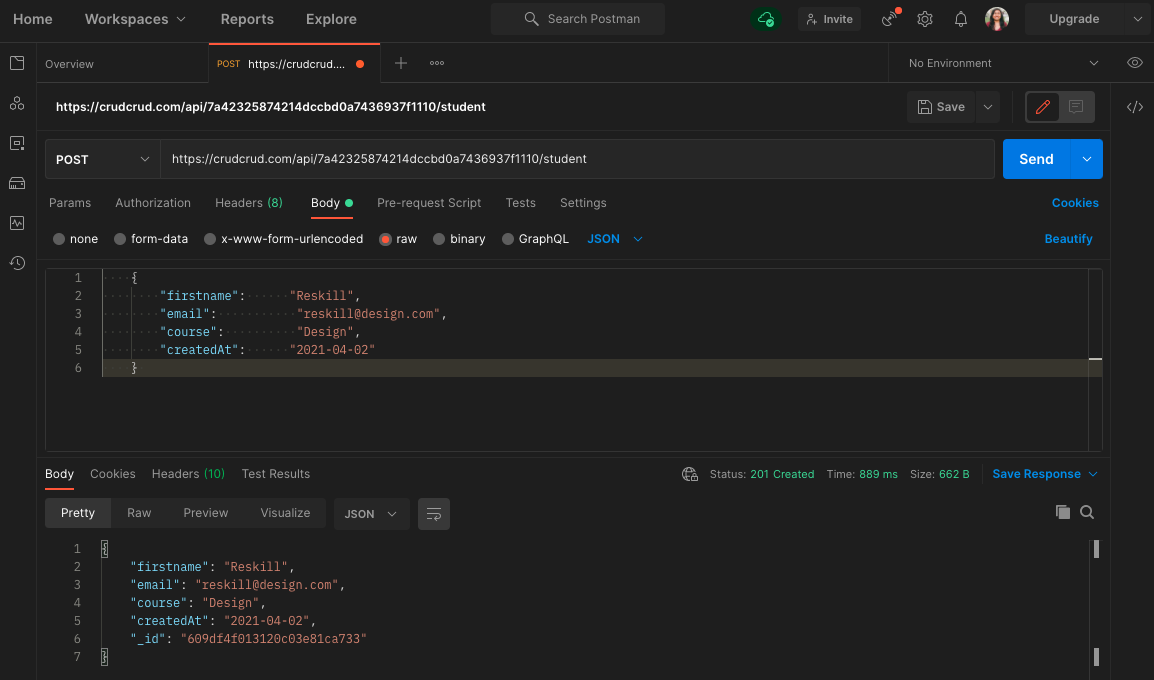 Home Workspaces Reports Explore Search Postman Invite Upgrade
Overview POST https://crudcrud.... No Environment
https://crudcrud.com/api/7a42325874214dccbd0a7436937f1110/student Save
POST https://crudcrud.com/api/7a42325874214dccbd0a7436937f1110/student Send
Params Authorization Headers (8) Body Pre-request Script Tests Settings Cookies
none form-data x-www-form-urlencoded raw binary GraphQL JSON Beautify
1 {
2 "firstname": "Reskill",
3 "email": "reskill@design.com",
4 "course": "Design",
5 "createdAt": "2021-04-02"
6 }
Body Cookies Headers (10) Test Results Status: 201 Created Time: 889 ms Size: 662 B Save Response
Pretty Raw Preview Visualize JSON
1 {
2 "firstname": "Reskill",
3 "email": "reskill@design.com",
4 "course": "Design",
5 "createdAt": "2021-04-02",
6 "_id": "609df4f013120c03e81ca733"
7 }